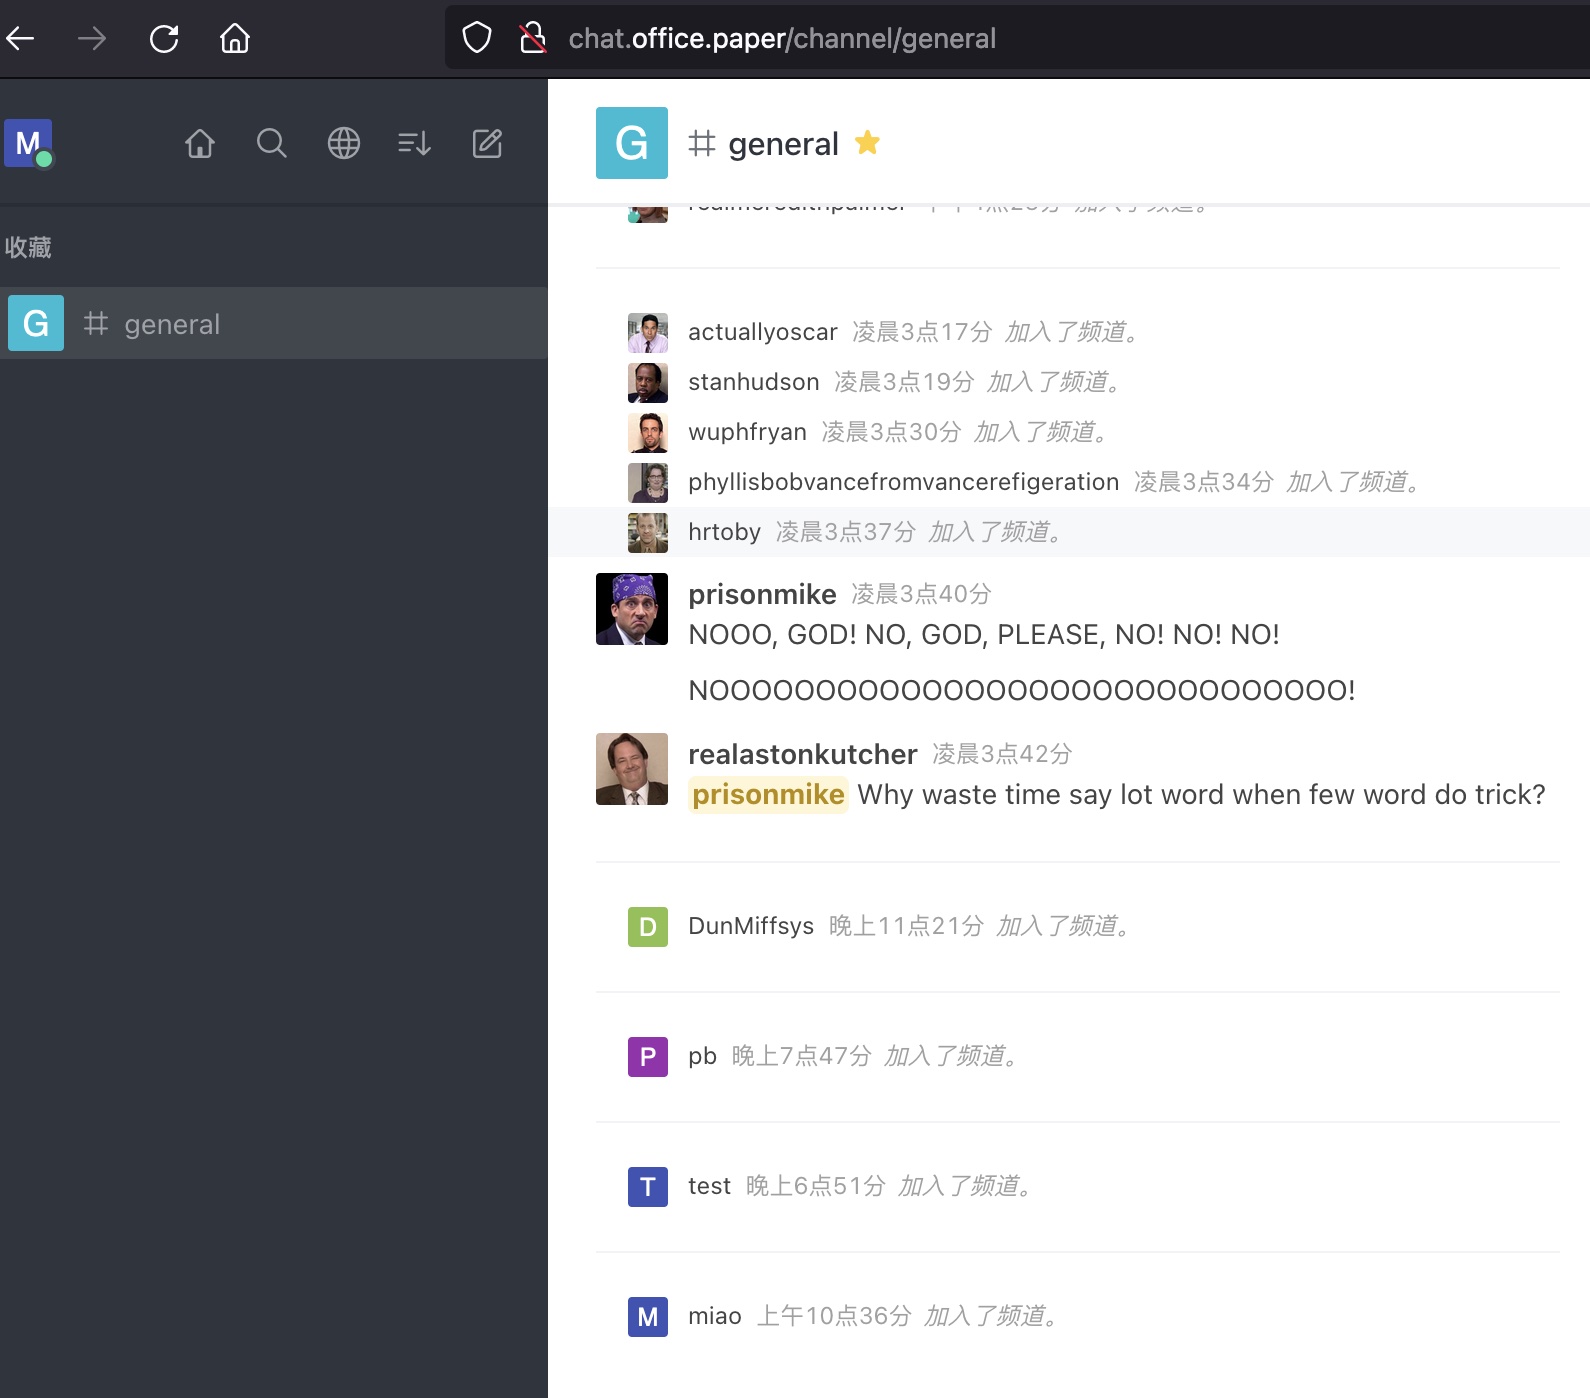 chat.office.paper/channel/general
M
G # general
收藏
G # general
actuallyoscar 凌晨3点17分 加入了频道。
stanhudson 凌晨3点19分 加入了频道。
wuphfryan 凌晨3点30分 加入了频道。
phyllisbobvancefromvancerefigeration 凌晨3点34分 加入了频道。
hrtoby 凌晨3点37分 加入了频道。
prisonmike 凌晨3点40分
NOOO, GOD! NO, GOD, PLEASE, NO! NO! NO!
NOOOOOOOOOOOOOOOOOOOOOOOOOOOOOO!
realastonkutcher 凌晨3点42分
prisonmike Why waste time say lot word when few word do trick?
D DunMiffsys 晚上11点21分 加入了频道。
P pb 晚上7点47分 加入了频道。
T test 晚上6点51分 加入了频道。
M miao 上午10点36分 加入了频道。